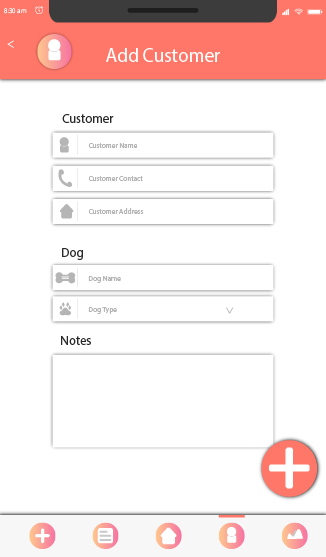 8:30 am
<
Add Customer
Customer
Customer Name
Customer Contact
Customer Address
Dog
Dog Name
Dog Type
Notes